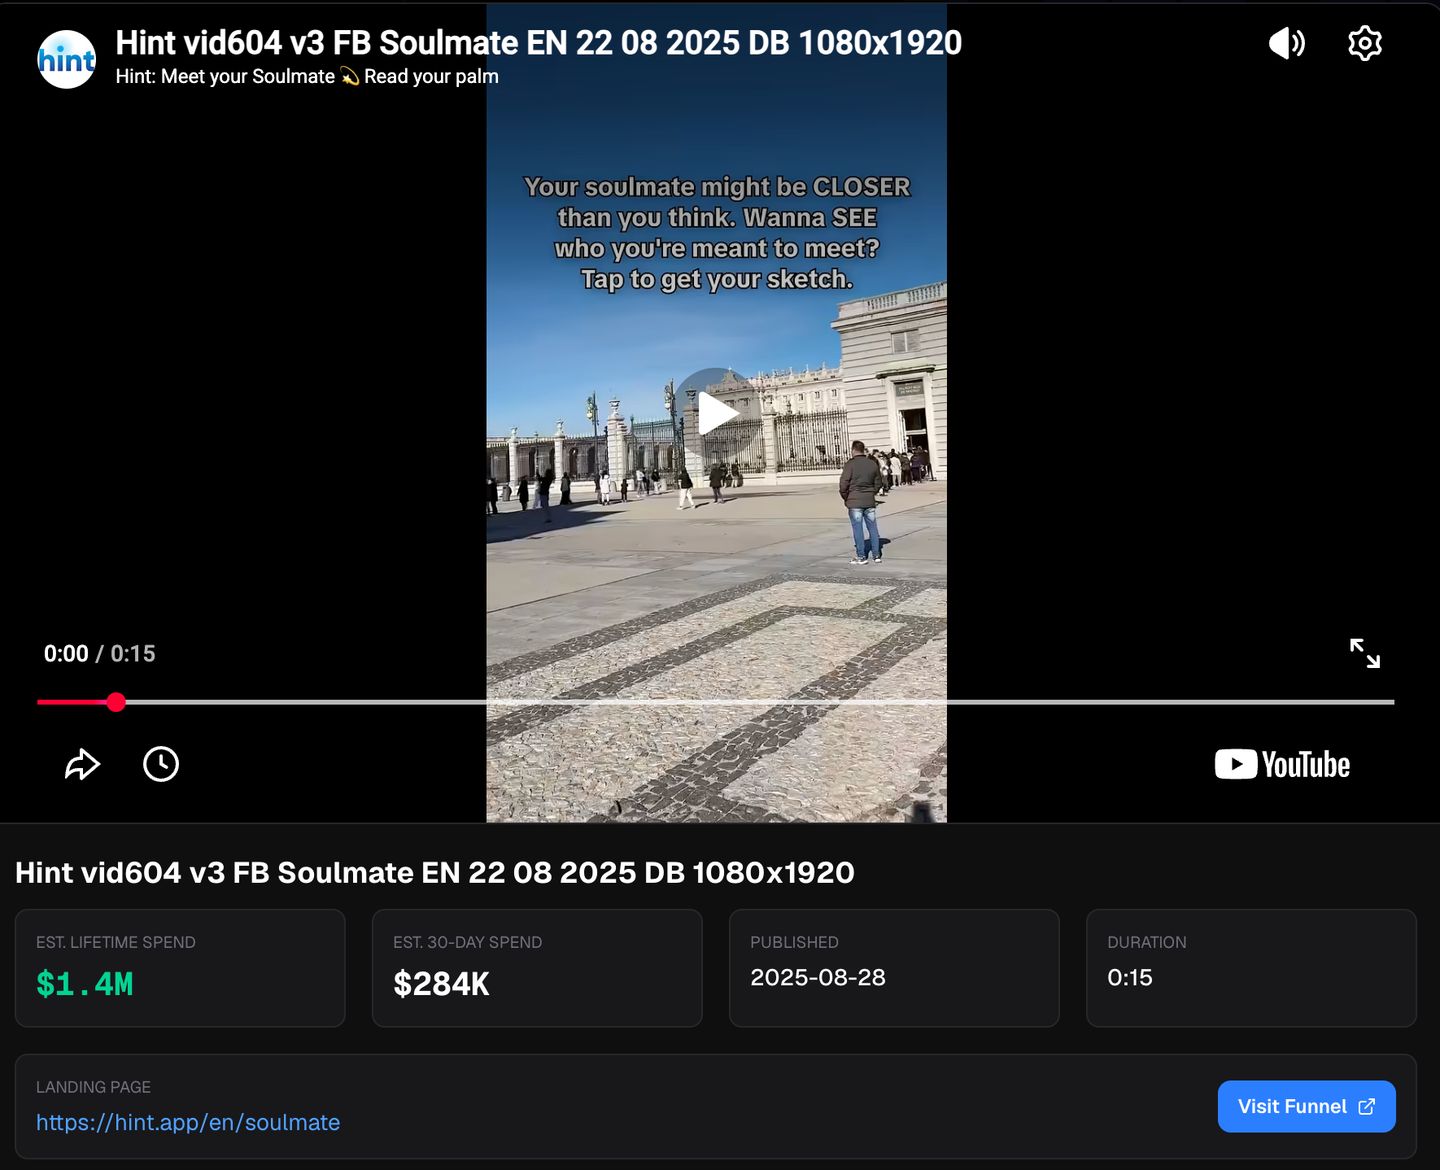 hint
Hint vid604 v3 FB Soulmate EN 22 08 2025 DB 1080x1920
Hint: Meet your Soulmate 💫 Read your palm
Your soulmate might be CLOSER
than you think. Wanna SEE
who you're meant to meet?
Tap to get your sketch.
0:00 / 0:15
YouTube
Hint vid604 v3 FB Soulmate EN 22 08 2025 DB 1080x1920
EST. LIFETIME SPEND
$1.4M
EST. 30-DAY SPEND
$284K
PUBLISHED
2025-08-28
DURATION
0:15
LANDING PAGE
https://hint.app/en/soulmate
Visit Funnel